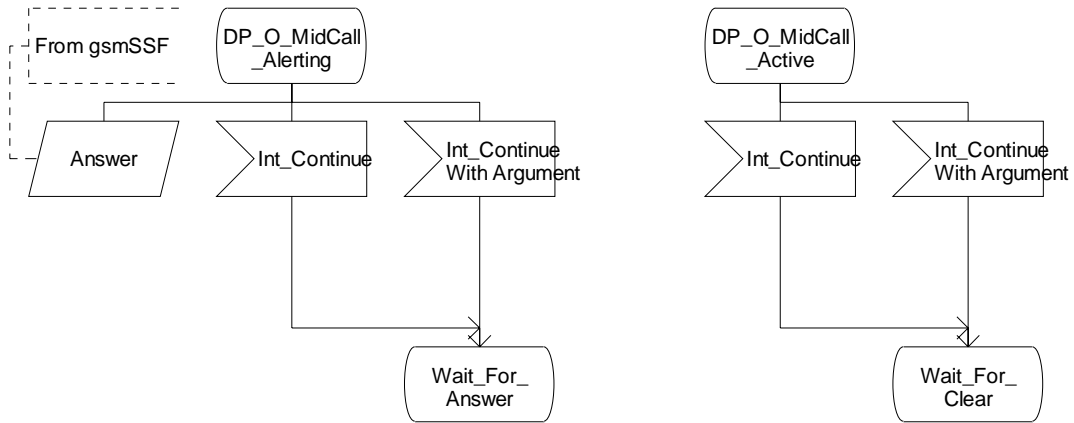 From gsmSSF
DP_O_MidCall
_Alerting
DP_O_MidCall
_Active
Answer
Int_Continue
Int_Continue
With Argument
Int_Continue
Int_Continue
With Argument
Wait_For_
Answer
Wait_For_
Clear